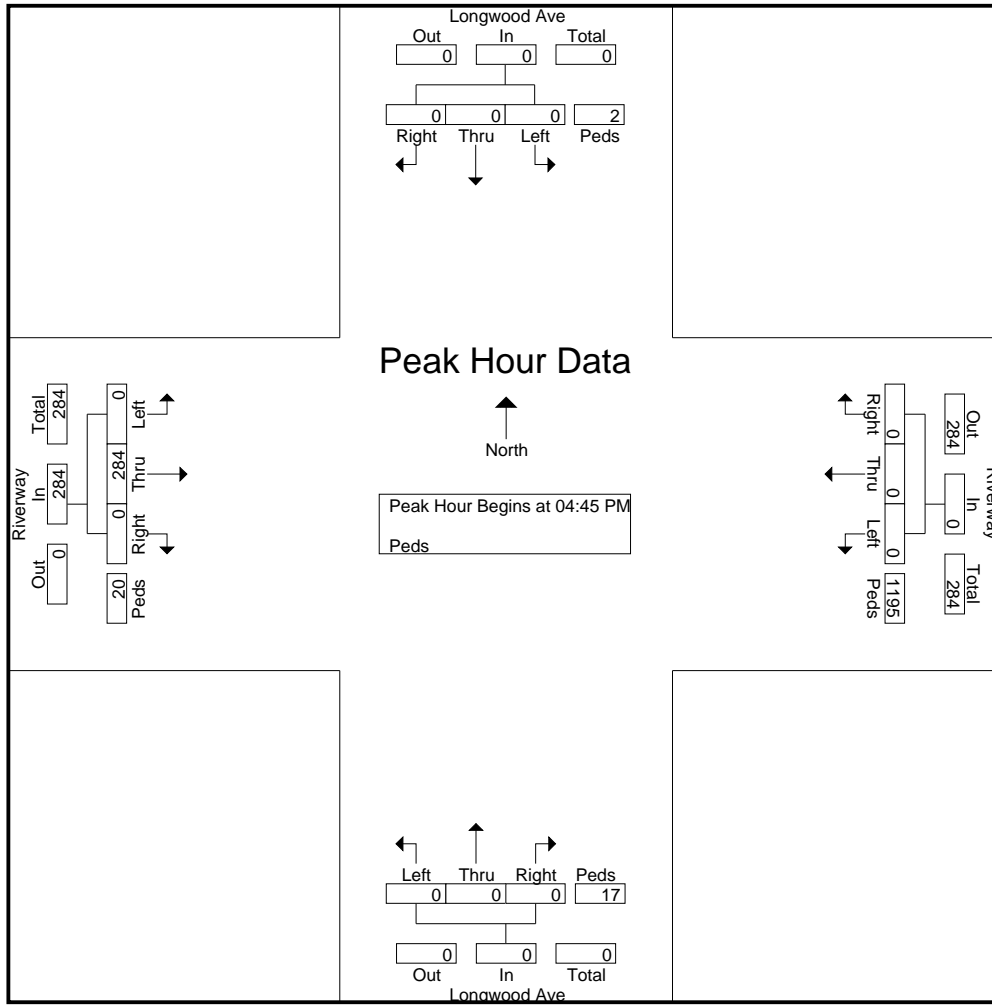 Longwood Ave
Out In Total
0 0 0
0 0 0 2
Right Thru Left Peds
Peak Hour Data
North
Peak Hour Begins at 04:45 PM
Peds
Riverway
Total In Out
284 284 0
0 284 0 20
Left Thru Right Peds
Right Thru Left Peds
0 0 0 1195
Out In Total
284 0 284
Riverway
Left Thru Right Peds
0 0 0 17
0 0 0
Out In Total
Longwood Ave